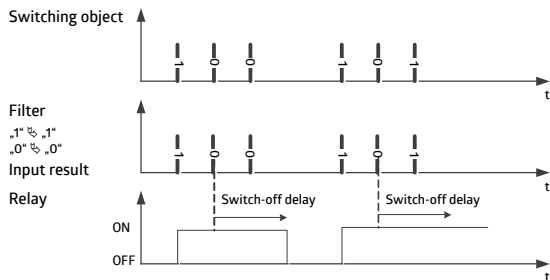 Switching object
1 0 0 1 0 1
t
Filter
„1“ ⮱ „1“
„0“ ⮱ „0“
Input result
1 0 0 1 0 1
t
Relay
Switch-off delay Switch-off delay
ON
OFF
t